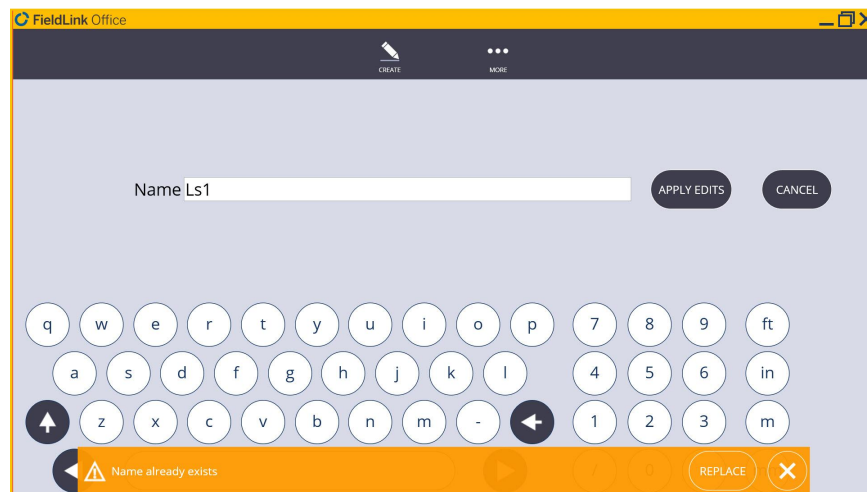 FieldLink Office
CREATE MORE
Name Ls1 APPLY EDITS CANCEL
q w e r t y u i o p 7 8 9 ft
a s d f g h j k l 4 5 6 in
z x c v b n m - 1 2 3 m
Name already exists / 0 REPLACE